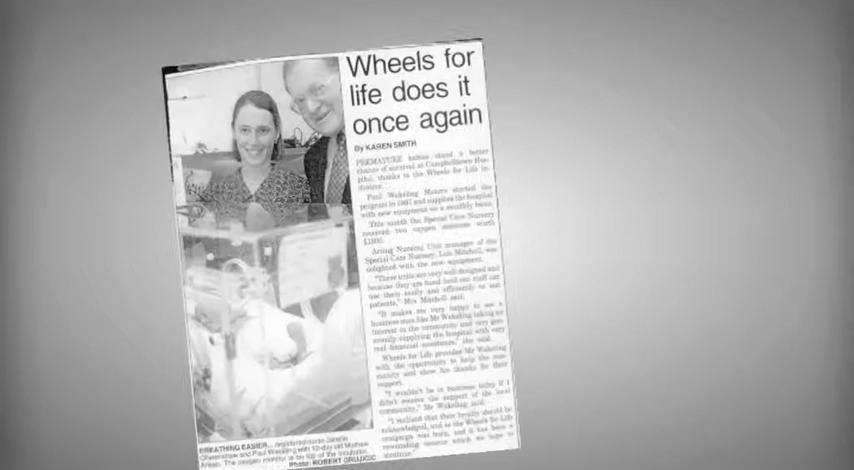 Wheels for
life does it
once again
By KAREN SMITH
PREMATURE babies stand a better
chance of survival at Campbelltown Hos-
pital, thanks to the Wheels for Life in-
Paul Wakeling Motors started the
program in 1997 and supplies the hospital
with new equipment on a monthly basis.
This month the Special Care Nursery
received two oxygen monitors worth
$1800.
Acting Nursing Unit manager of the
Special Care Nursery, Lois Mitchell, was
delighted with the new equipment.
"These units are very well designed and
because they are hand held our staff can
use them easily and efficiently to test
patients," Mrs Mitchell said.
"It makes me very happy to see a
business man like Mr Wakeling taking an
interest in the community and very gen-
erously supplying the hospital with very
real financial assistance," she said.
Wheels for Life provides Mr Wakeling
with the opportunity to help the com-
munity and show his thanks for their
support.
"I wouldn't be in business today if I
didn't receive the support of the local
community," Mr Wakeling said.
"I realised that their loyalty should be
acknowledged, and so the Wheels for Life
campaign was born, and it has been a
rewarding which we hope to
continue."
BREATHING EASIER... registered nurse Janelle
and Paul Wakeling with 10-day-old Mathew
The oxygen monitor is on top of the incubator.
Photo: ROBERT GRUJICIC